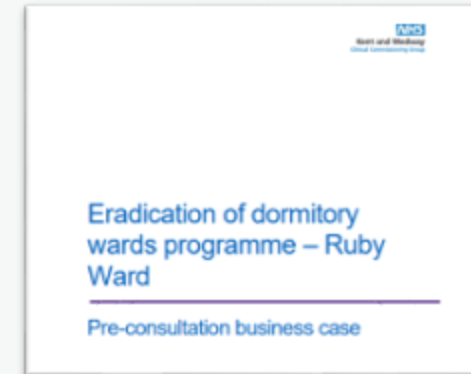 NHS
Kent and Medway
Clinical Commissioning Group
Eradication of dormitory
wards programme – Ruby
Ward
Pre-consultation business case